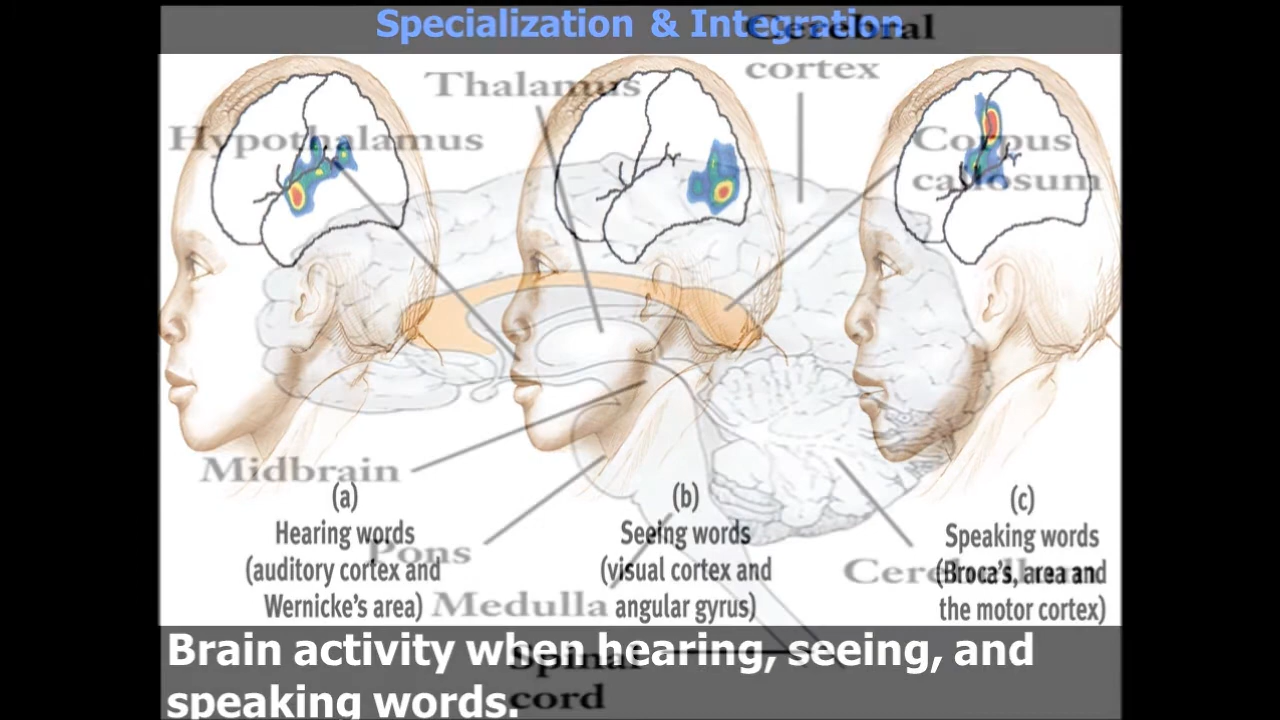 Specialization & Integration
Cerebral
cortex
Thalamus
Hypothalamus
Corpus
callosum
Midbrain
Pons
Medulla
Cerebellum
(a)
Hearing words
(auditory cortex and
Wernicke's area)
(b)
Seeing words
(visual cortex and
angular gyrus)
(c)
Speaking words
(Broca's, area and
the motor cortex)
Brain activity when hearing, seeing, and
speaking words.
Spinal
cord